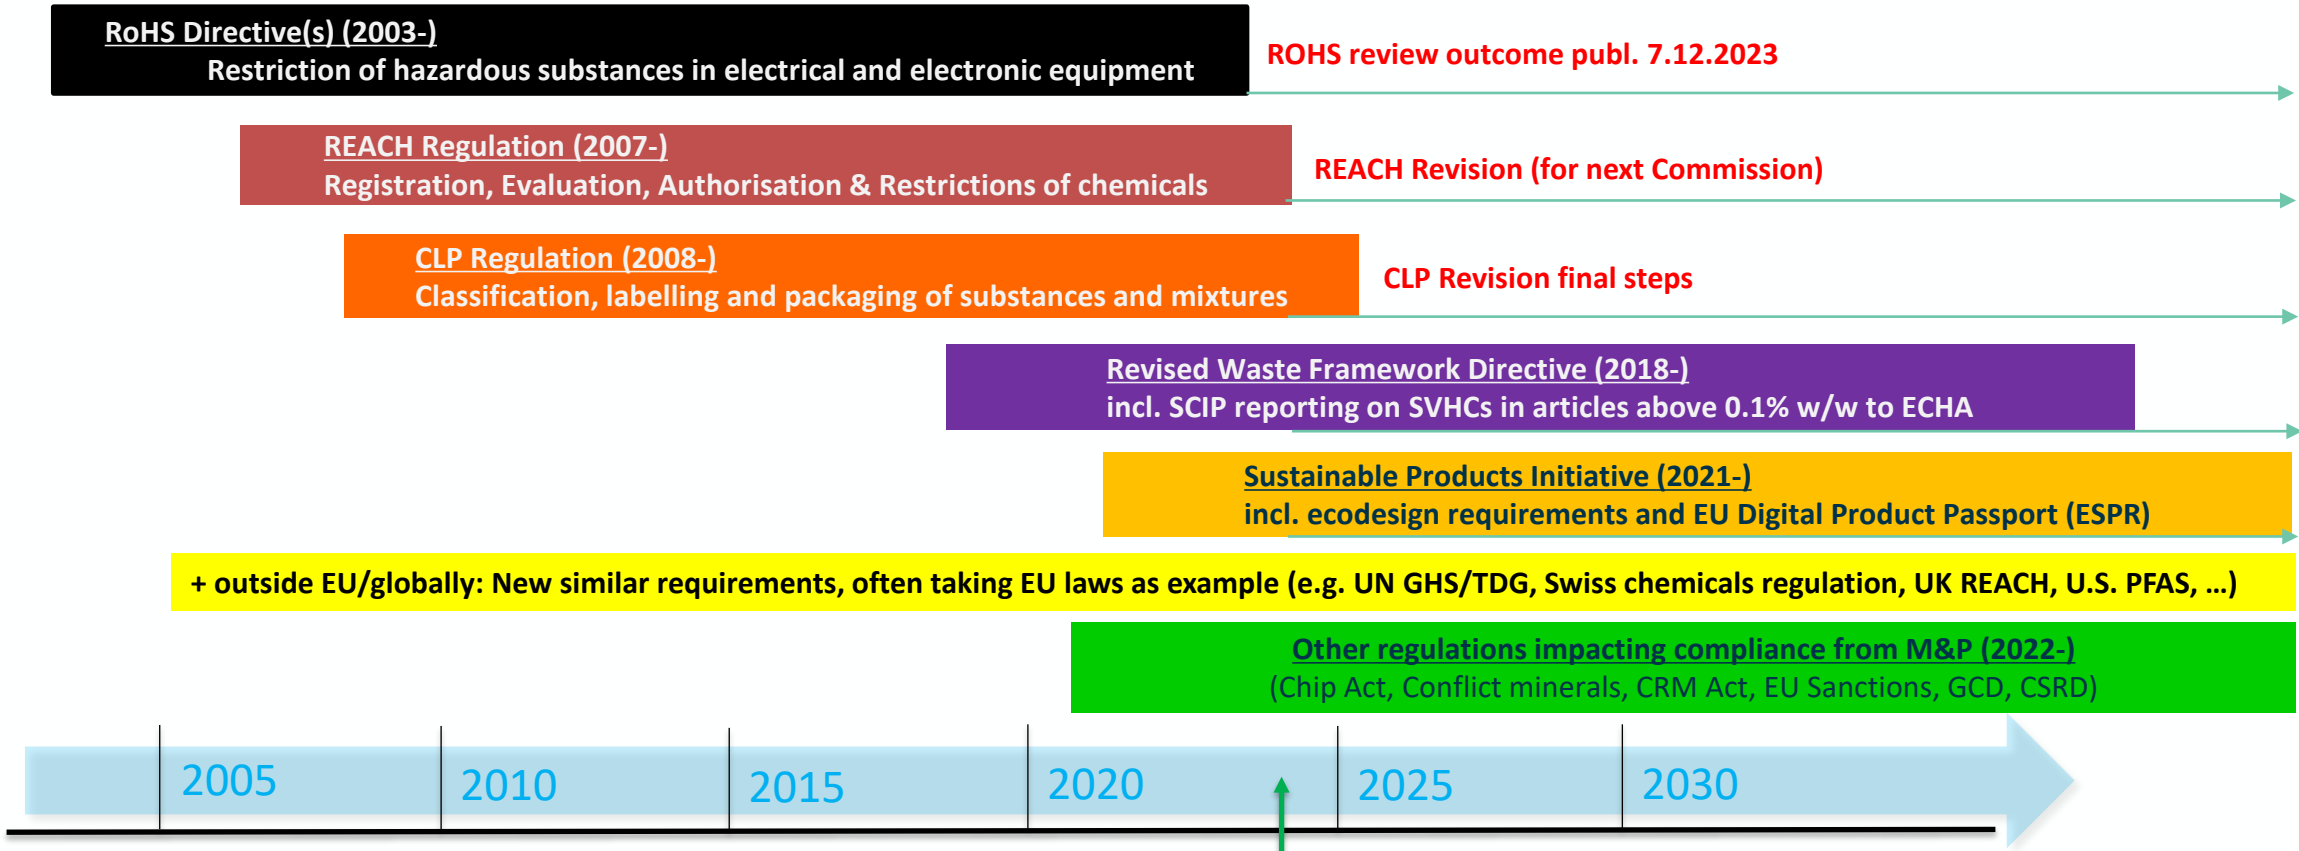 RoHS Directive(s) (2003-)
Restriction of hazardous substances in electrical and electronic equipment
ROHS review outcome publ. 7.12.2023
REACH Regulation (2007-)
Registration, Evaluation, Authorisation & Restrictions of chemicals
REACH Revision (for next Commission)
CLP Regulation (2008-)
Classification, labelling and packaging of substances and mixtures
CLP Revision final steps
Revised Waste Framework Directive (2018-)
incl. SCIP reporting on SVHCs in articles above 0.1% w/w to ECHA
Sustainable Products Initiative (2021-)
incl. ecodesign requirements and EU Digital Product Passport (ESPR)
+ outside EU/globally: New similar requirements, often taking EU laws as example (e.g. UN GHS/TDG, Swiss chemicals regulation, UK REACH, U.S. PFAS, …)
Other regulations impacting compliance from M&P (2022-)
(Chip Act, Conflict minerals, CRM Act, EU Sanctions, GCD, CSRD)
2005 2010 2015 2020 2025 2030